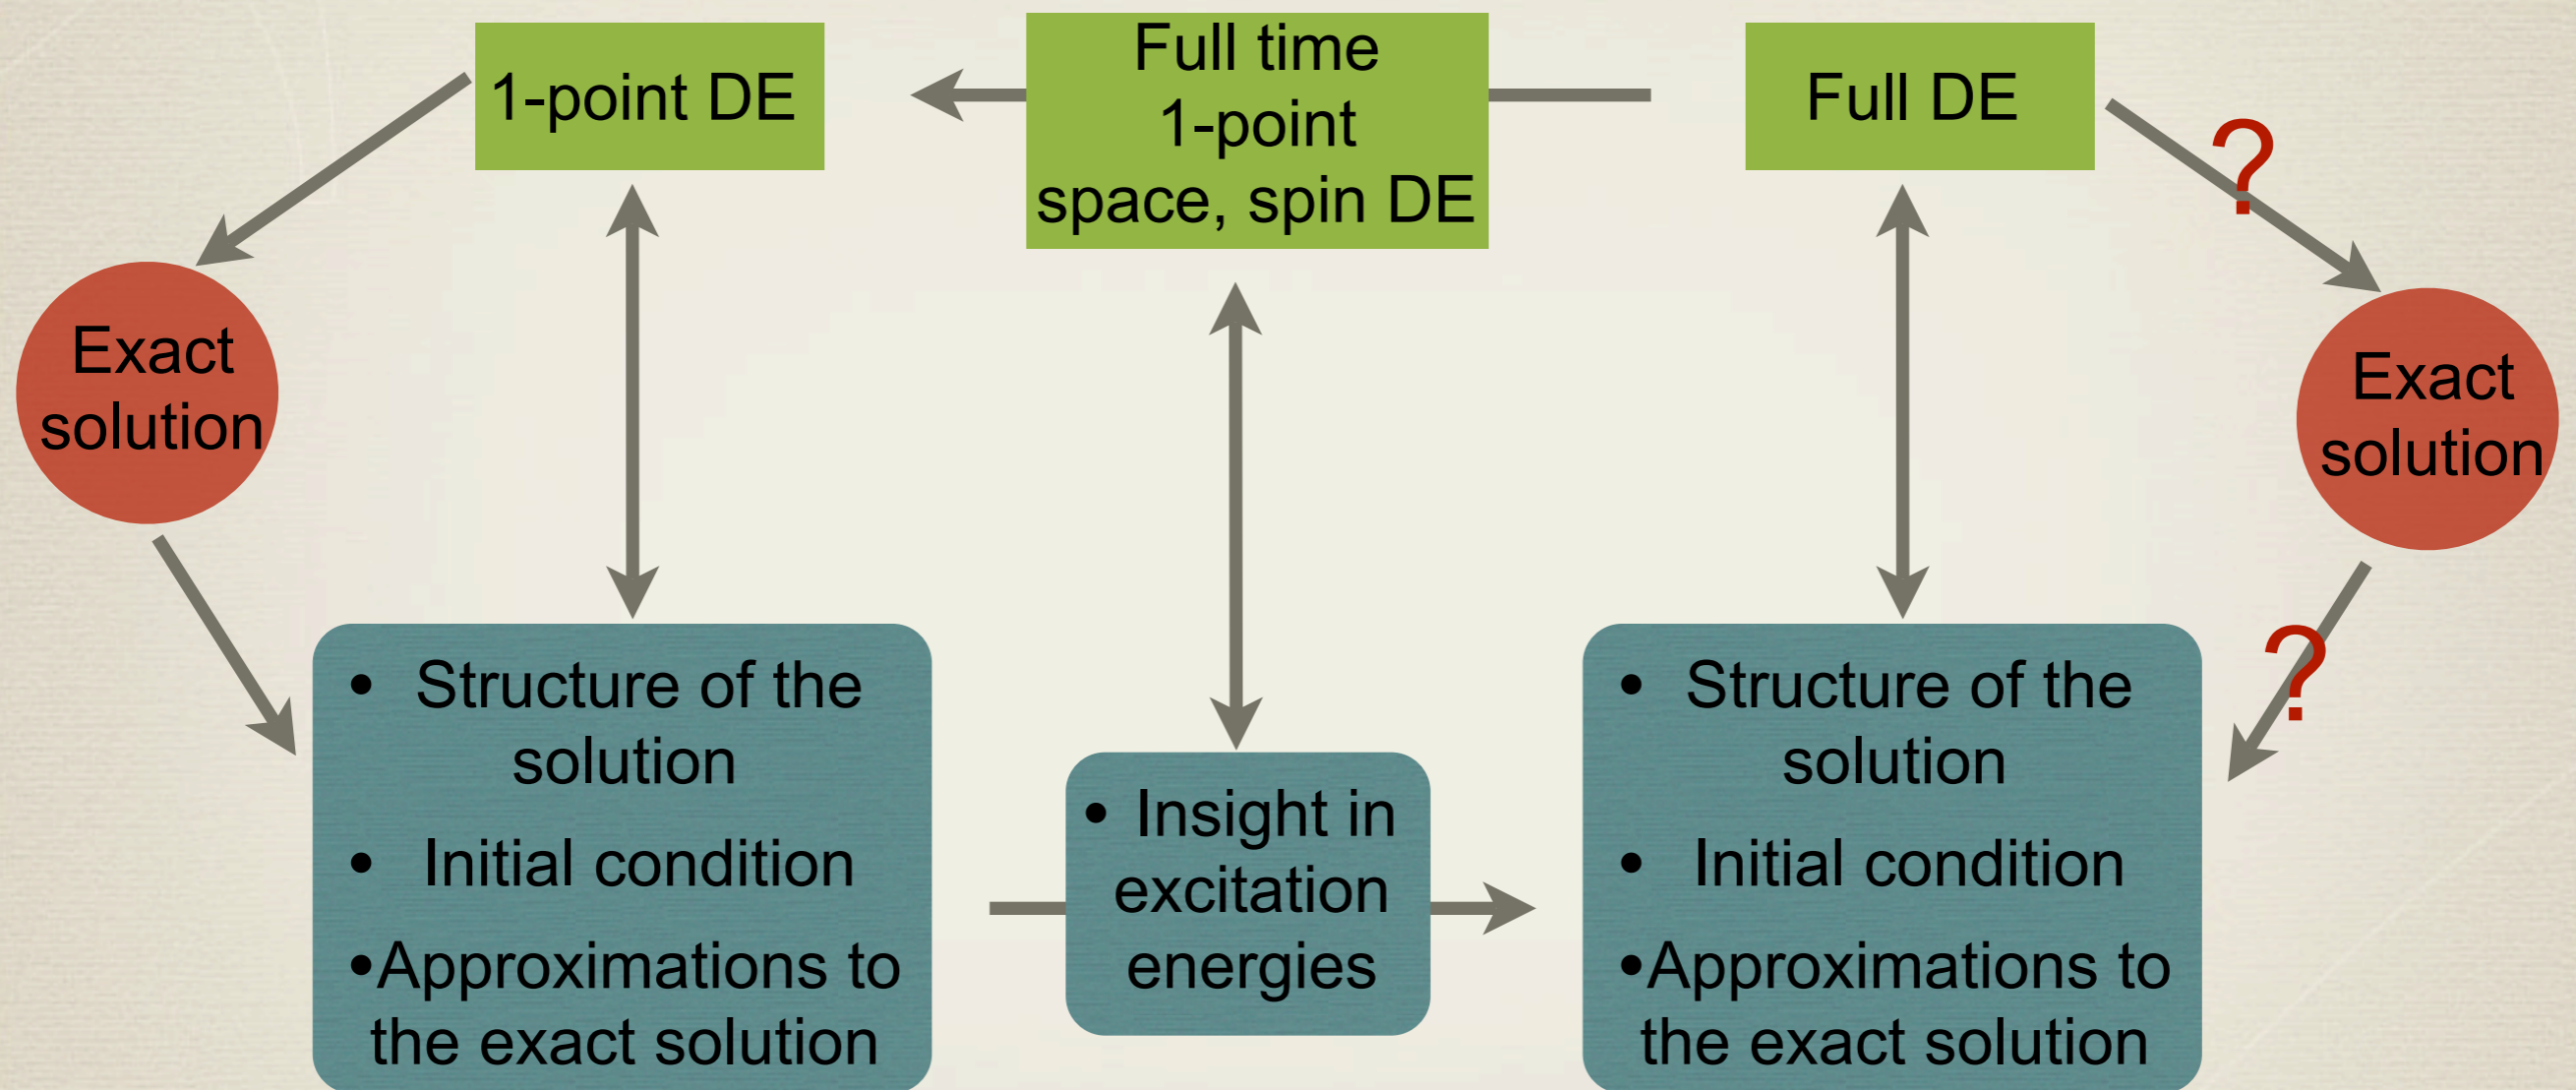 1-point DE
Full time
1-point
space, spin DE
Full DE
?
Exact
solution
Exact
solution
• Structure of the
solution
• Initial condition
•Approximations to
the exact solution
• Insight in
excitation
energies
• Structure of the
solution
• Initial condition
•Approximations to
the exact solution
?